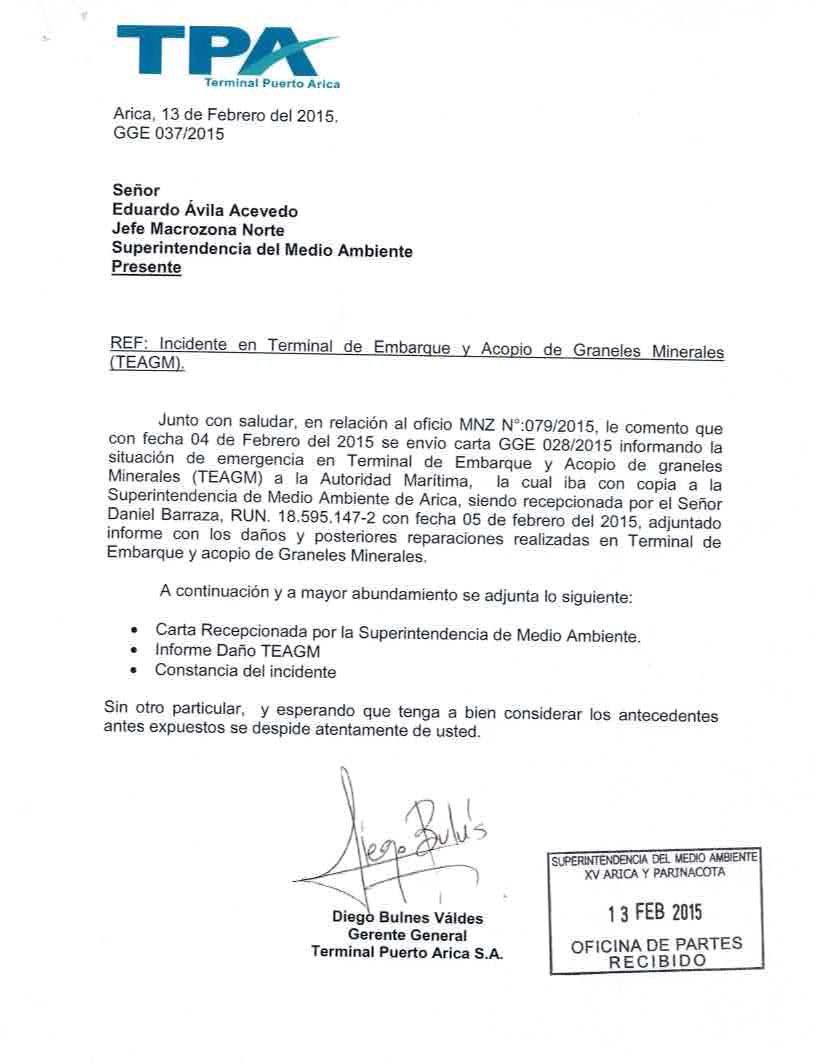 TPA
Terminal Puerto Arica
Arica, 13 de Febrero del 2015.
GGE 037/2015
Señor
Eduardo Ávila Acevedo
Jefe Macrozona Norte
Superintendencia del Medio Ambiente
Presente
REF: Incidente en Terminal de Embarque y Acopio de Graneles Minerales
(TEAGM).
Junto con saludar, en relación al oficio MNZ N°:079/2015, le comento que
con fecha 04 de Febrero del 2015 se envío carta GGE 028/2015 informando la
situación de emergencia en Terminal de Embarque y Acopio de graneles
Minerales (TEAGM) a la Autoridad Marítima, la cual iba con copia a la
Superintendencia de Medio Ambiente de Arica, siendo recepcionada por el Señor
Daniel Barraza, RUN. 18.595.147-2 con fecha 05 de febrero del 2015, adjuntado
informe con los daños y posteriores reparaciones realizadas en Terminal de
Embarque y acopio de Graneles Minerales.
A continuación y a mayor abundamiento se adjunta lo siguiente:
• Carta Recepcionada por la Superintendencia de Medio Ambiente.
• Informe Daño TEAGM
• Constancia del incidente
Sin otro particular, y esperando que tenga a bien considerar los antecedentes
antes expuestos se despide atentamente de usted.
Diego Bulnes
Diego Bulnes Váldes
Gerente General
Terminal Puerto Arica S.A.
SUPERINTENDENCIA DEL MEDIO AMBIENTE
XV ARICA Y PARINACOTA
13 FEB 2015
OFICINA DE PARTES
RECIBIDO